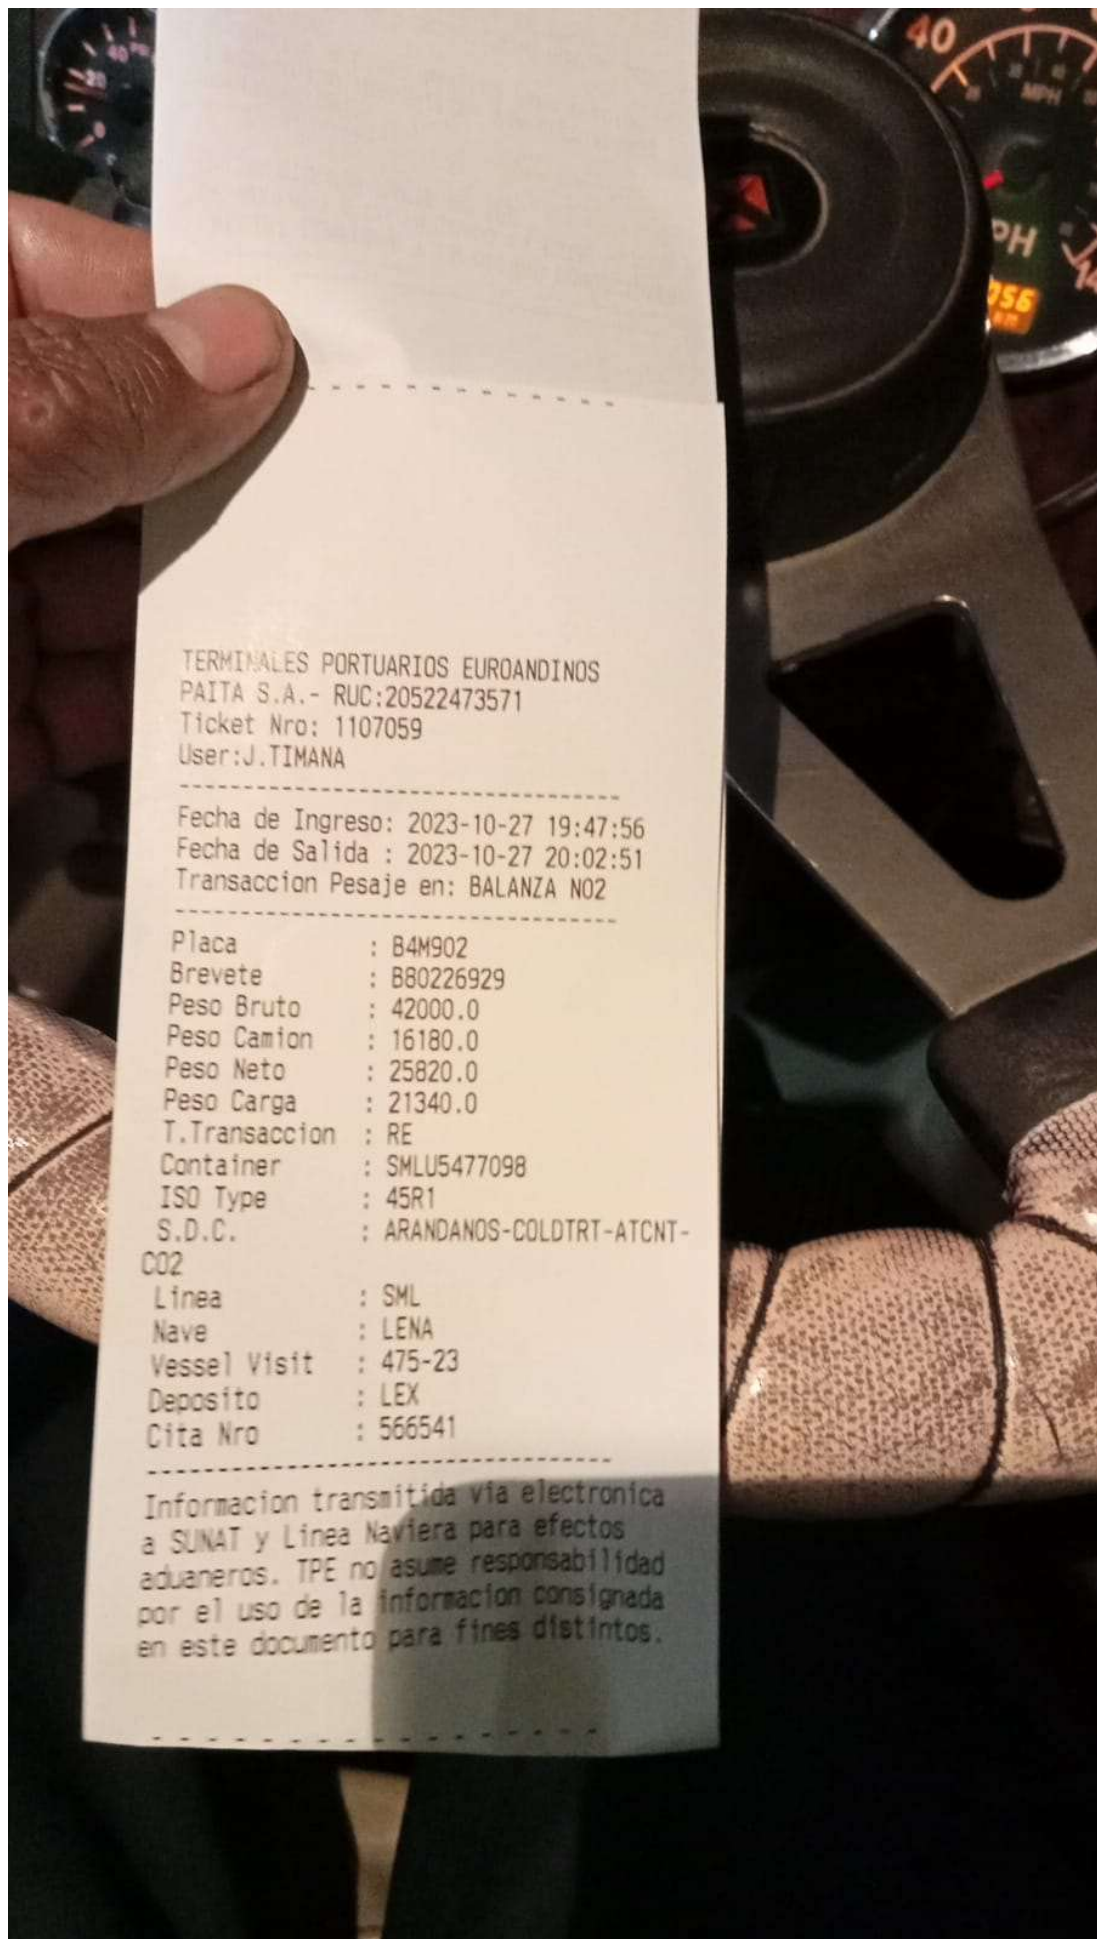 TERMINALES PORTUARIOS EUROANDINOS
PAITA S.A.- RUC:20522473571
Ticket Nro: 1107059
User:J.TIMANA
----------------------------------
Fecha de Ingreso: 2023-10-27 19:47:56
Fecha de Salida : 2023-10-27 20:02:51
Transaccion Pesaje en: BALANZA NO2
----------------------------------
Placa : B4M902
Brevete : B80226929
Peso Bruto : 42000.0
Peso Camion : 16180.0
Peso Neto : 25820.0
Peso Carga : 21340.0
T.Transaccion : RE
Container : SMLU5477098
ISO Type : 45R1
S.D.C. : ARANDANOS-COLDTRT-ATCNT-
CO2
Linea : SML
Nave : LENA
Vessel Visit : 475-23
Deposito : LEX
Cita Nro : 566541
----------------------------------
Informacion transmitida via electronica
a SUNAT y Linea Naviera para efectos
aduaneros. TPE no asume responsabilidad
por el uso de la informacion consignada
en este documento para fines distintos.
40
MPH